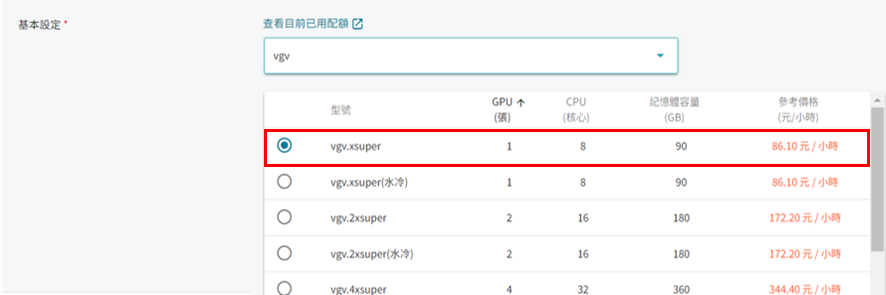 基本設定 *
查看目前已用配額
vgv
型號 GPU ↑ (張) CPU (核心) 記憶體容量 (GB) 參考價格 (元/小時)
vgv.xsuper 1 8 90 86.10 元 / 小時
vgv.xsuper(水冷) 1 8 90 86.10 元 / 小時
vgv.2xsuper 2 16 180 172.20 元 / 小時
vgv.2xsuper(水冷) 2 16 180 172.20 元 / 小時
vgv.4xsuper 4 32 360 344.40 元 / 小時